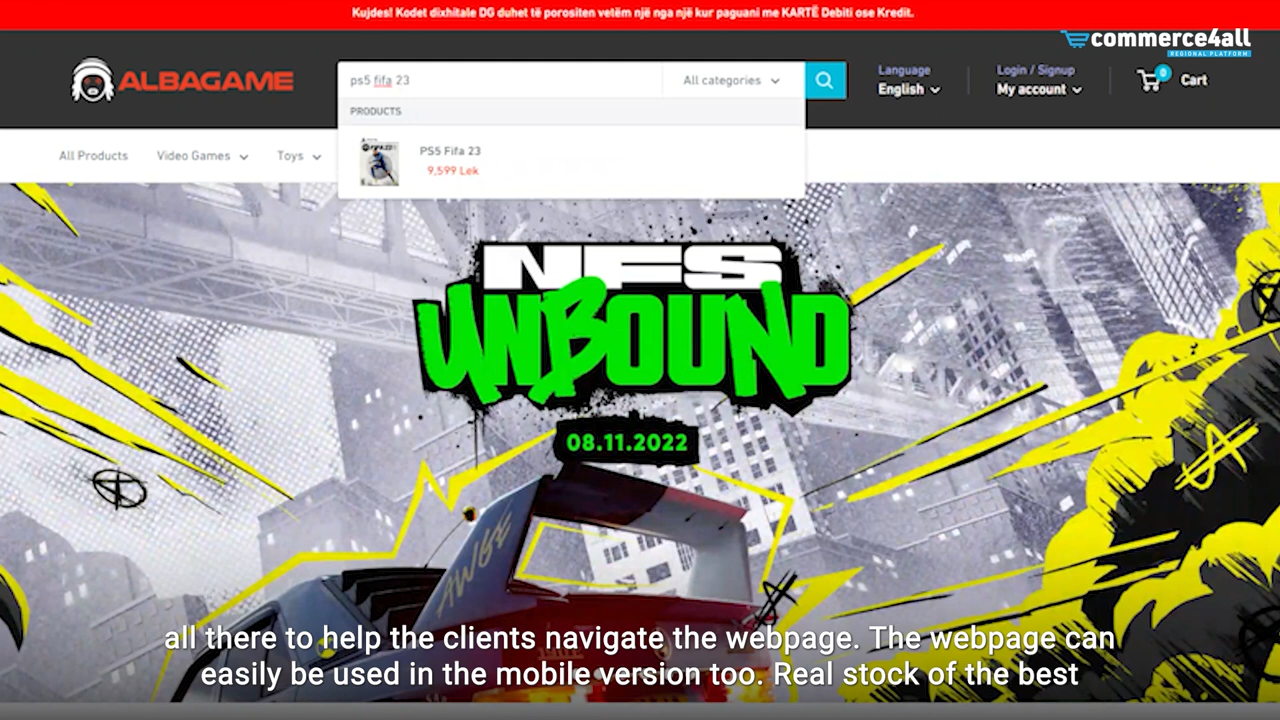 Kujdes! Kodet dixhitale DG duhet të porositen vetëm një nga një kur paguani me KARTË Debiti ose Kredit.
commerce4all
REGIONAL PLATFORM
ALBAGAME
ps5 fifa 23
All categories
Language
English
Login / Signup
My account
0
Cart
PRODUCTS
All Products
Video Games
Toys
PS5 Fifa 23
9,599 Lek
NFS
UNBOUND
08.11.2022
AWGE
all there to help the clients navigate the webpage. The webpage can
easily be used in the mobile version too. Real stock of the best